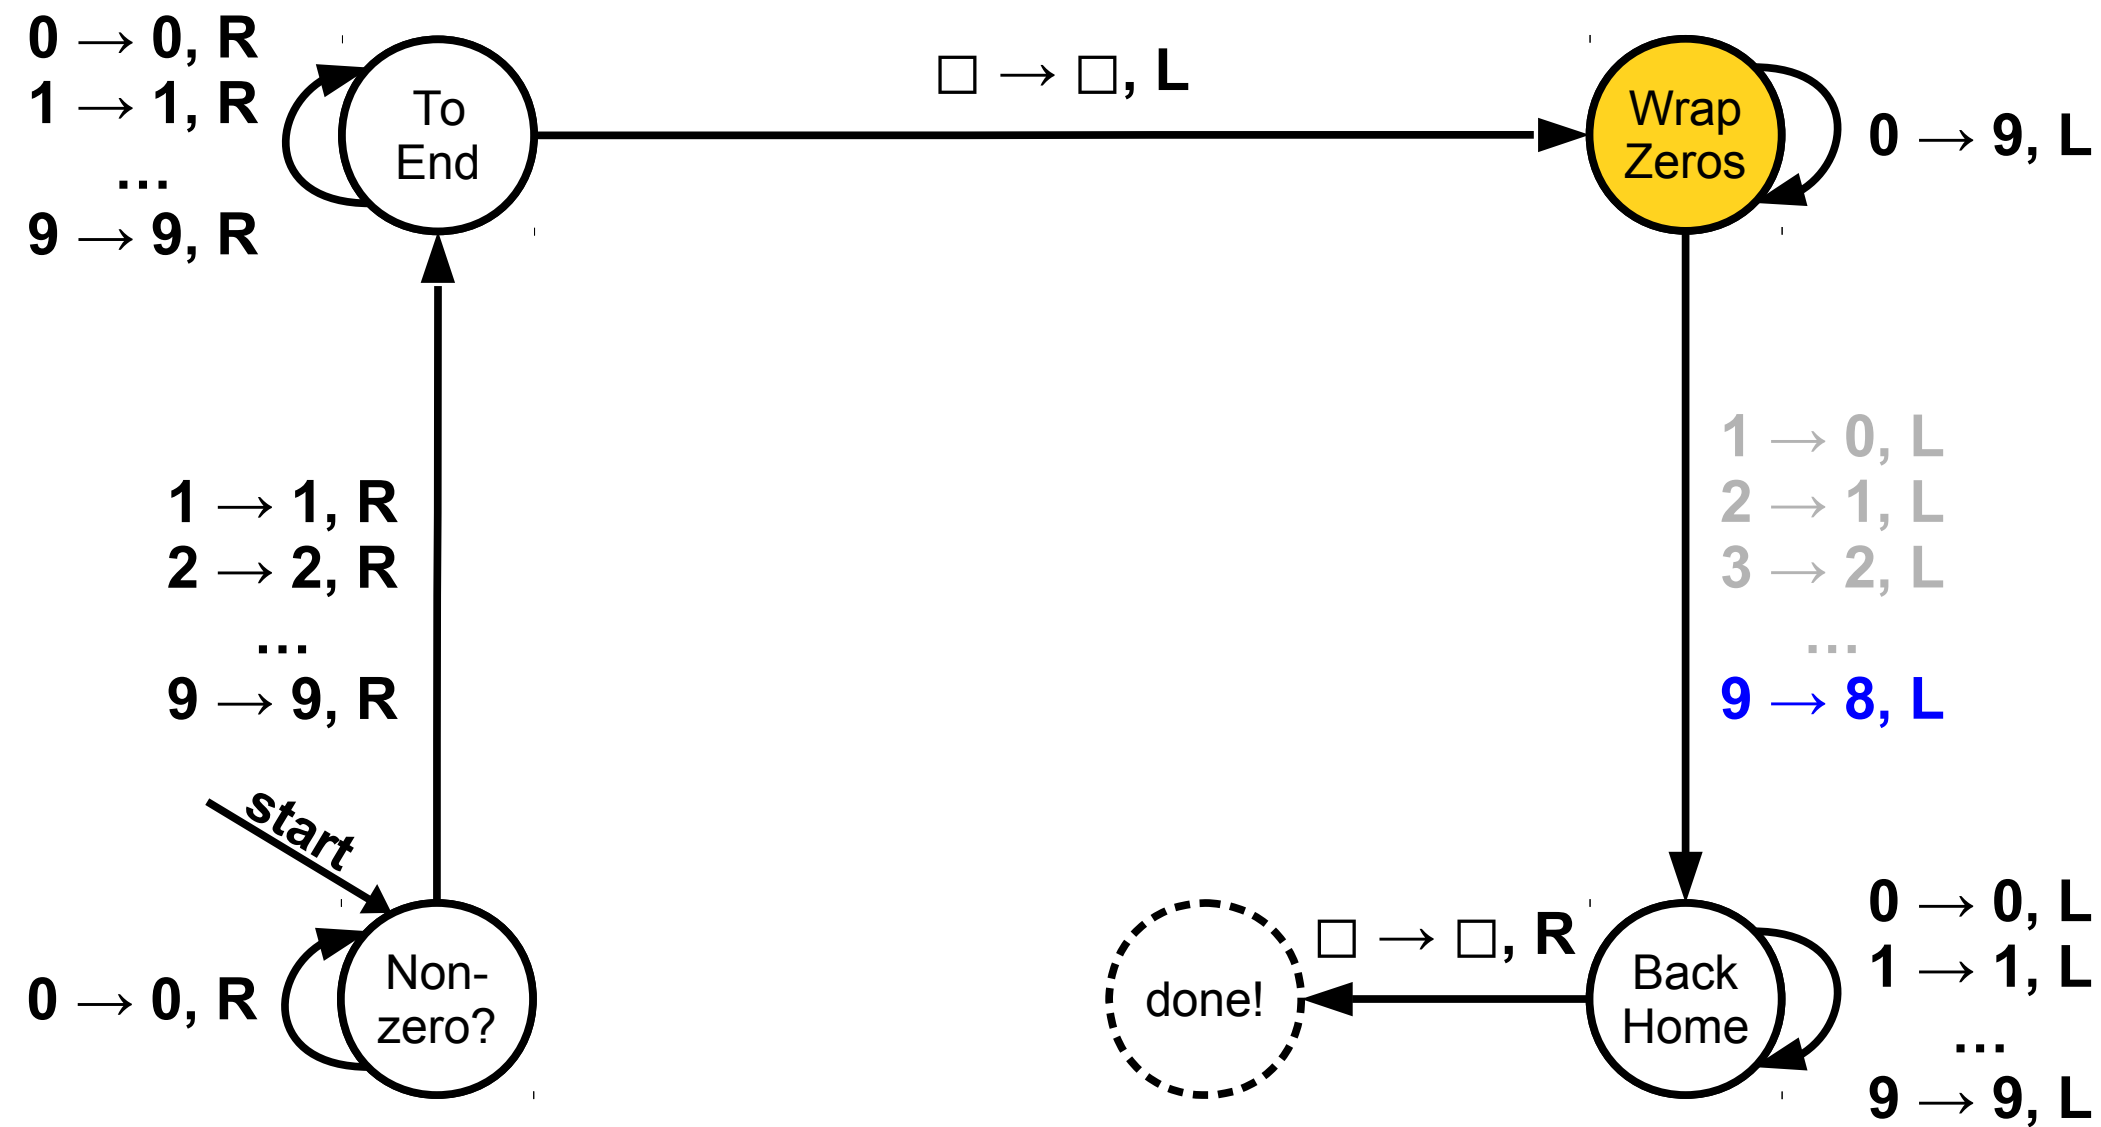 0 → 0, R
1 → 1, R
…
9 → 9, R
To
End
□ → □, L
Wrap
Zeros
0 → 9, L
1 → 1, R
2 → 2, R
…
9 → 9, R
1 → 0, L
2 → 1, L
3 → 2, L
…
9 → 8, L
start
0 → 0, R
Non-
zero?
done!
□ → □, R
Back
Home
0 → 0, L
1 → 1, L
…
9 → 9, L